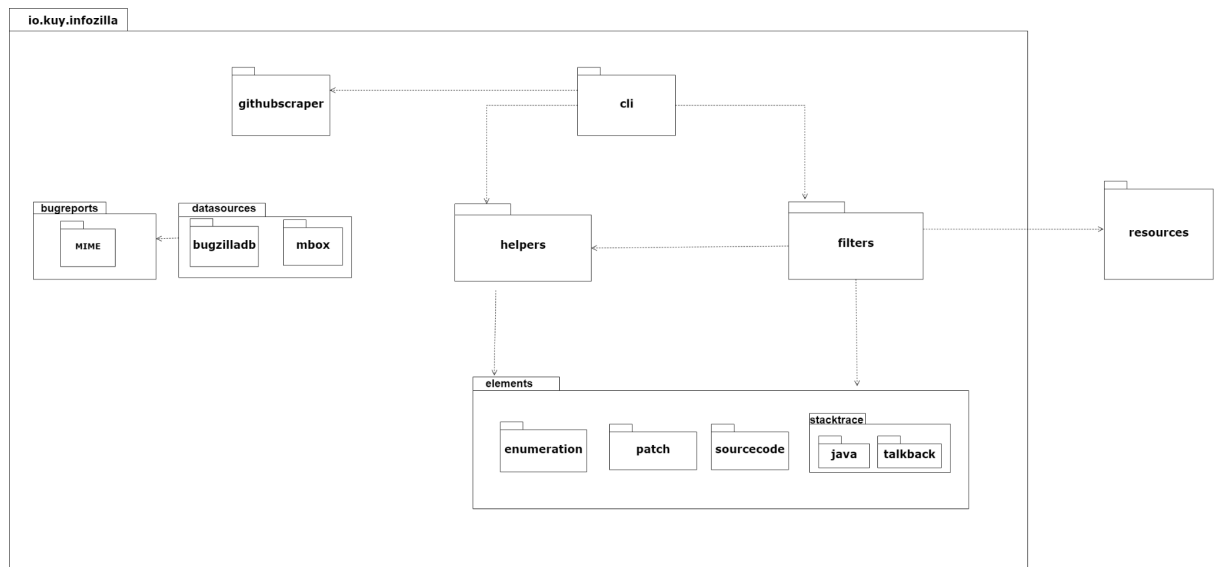 io.kuy.infozilla
githubscraper
cli
bugreports
MIME
datasources
bugzilladb
mbox
helpers
filters
resources
elements
enumeration
patch
sourcecode
stacktrace
java
talkback